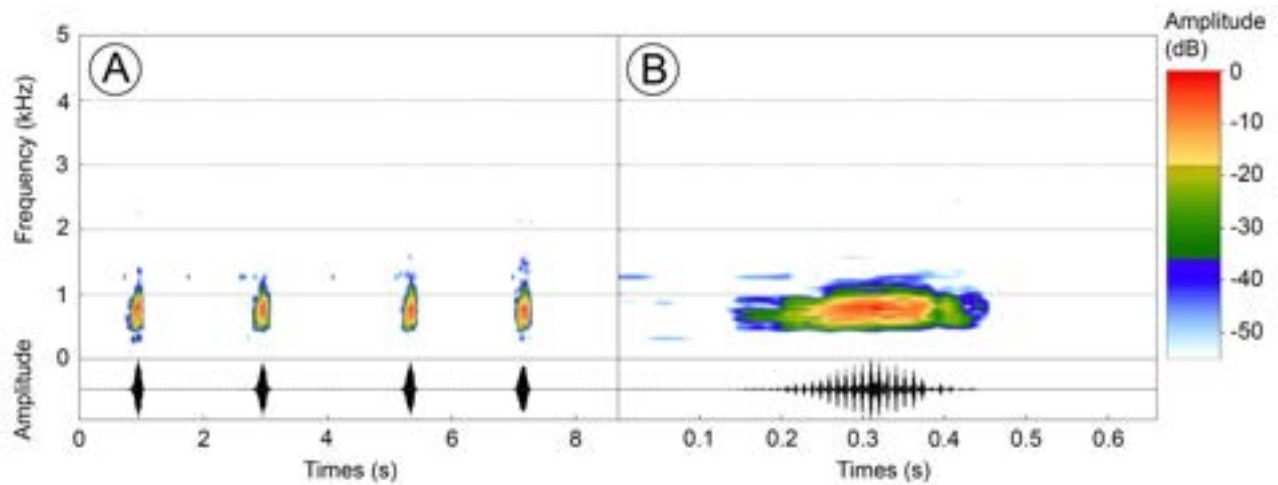 Amplitude
(dB)
A
B
Frequency (kHz)
5
4
3
2
1
0
Amplitude
0
-10
-20
-30
-40
-50
0 2 4 6 8
0.1 0.2 0.3 0.4 0.5 0.6
Times (s)
Times (s)